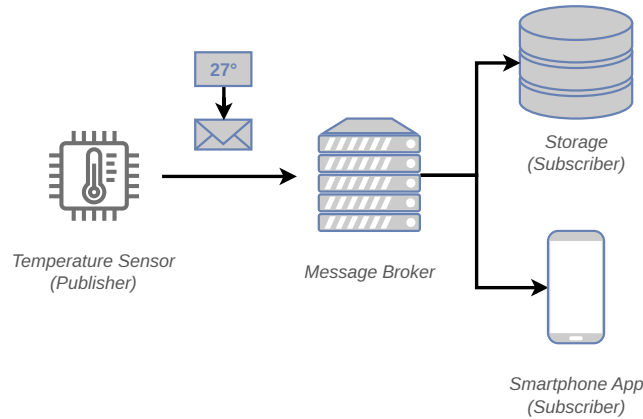 27°
Storage
(Subscriber)
Temperature Sensor
(Publisher)
Message Broker
Smartphone App
(Subscriber)